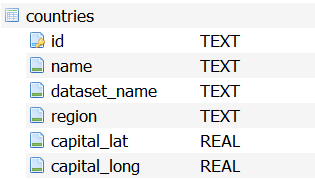 countries
id TEXT
name TEXT
dataset_name TEXT
region TEXT
capital_lat REAL
capital_long REAL